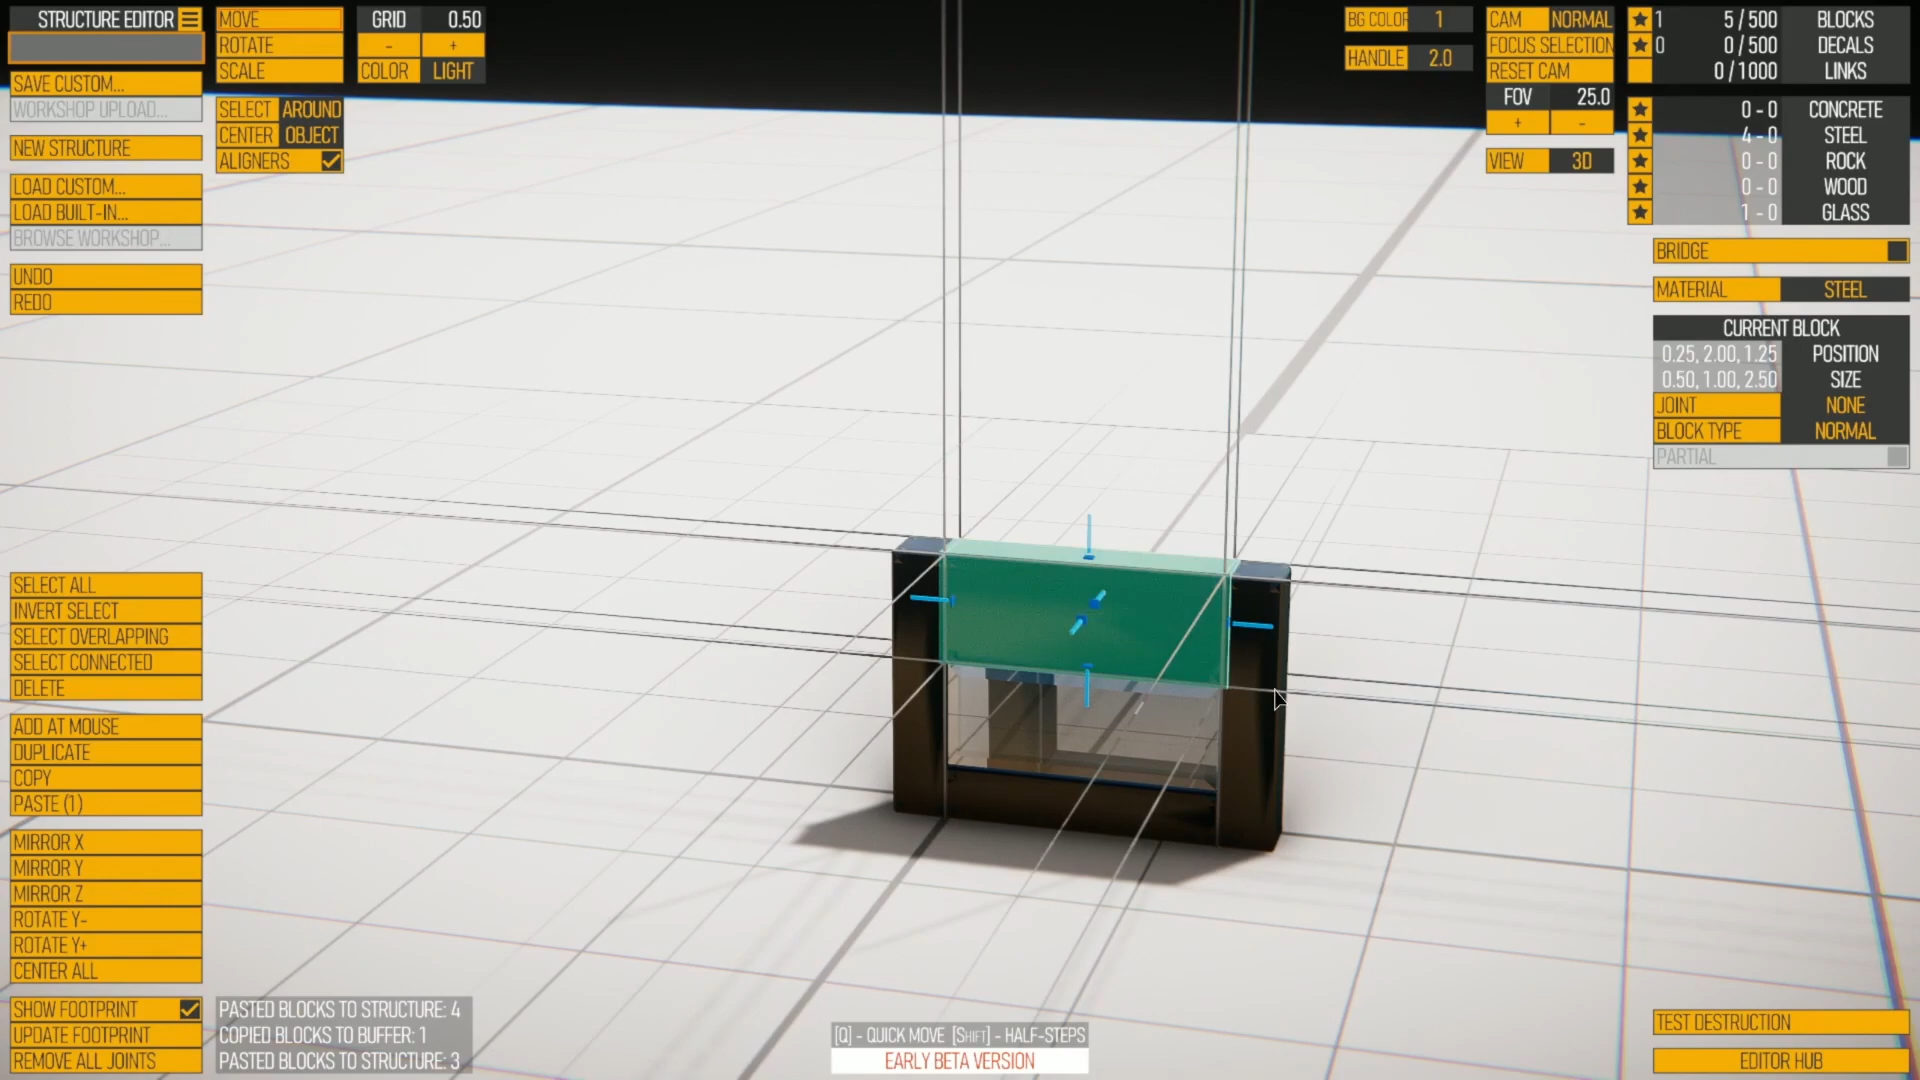 STRUCTURE EDITOR
SAVE CUSTOM...
WORKSHOP UPLOAD...
NEW STRUCTURE
LOAD CUSTOM...
LOAD BUILT-IN...
BROWSE WORKSHOP...
UNDO
REDO
MOVE
ROTATE
SCALE
SELECT AROUND
CENTER OBJECT
ALIGNERS
GRID 0.50
- +
COLOR LIGHT
BG COLOR 1
HANDLE 2.0
CAM NORMAL
FOCUS SELECTION
RESET CAM
FOV 25.0
+ -
VIEW 3D
1 5 / 500 BLOCKS
0 0 / 500 DECALS
0 / 1000 LINKS
0 - 0 CONCRETE
4 - 0 STEEL
0 - 0 ROCK
0 - 0 WOOD
1 - 0 GLASS
BRIDGE
MATERIAL STEEL
CURRENT BLOCK
0.25, 2.00, 1.25 POSITION
0.50, 1.00, 2.50 SIZE
JOINT NONE
BLOCK TYPE NORMAL
PARTIAL
SELECT ALL
INVERT SELECT
SELECT OVERLAPPING
SELECT CONNECTED
DELETE
ADD AT MOUSE
DUPLICATE
COPY
PASTE (1)
MIRROR X
MIRROR Y
MIRROR Z
ROTATE Y-
ROTATE Y+
CENTER ALL
SHOW FOOTPRINT
UPDATE FOOTPRINT
REMOVE ALL JOINTS
PASTED BLOCKS TO STRUCTURE: 4
COPIED BLOCKS TO BUFFER: 1
PASTED BLOCKS TO STRUCTURE: 3
[Q] - QUICK MOVE [SHIFT] - HALF-STEPS
EARLY BETA VERSION
TEST DESTRUCTION
EDITOR HUB